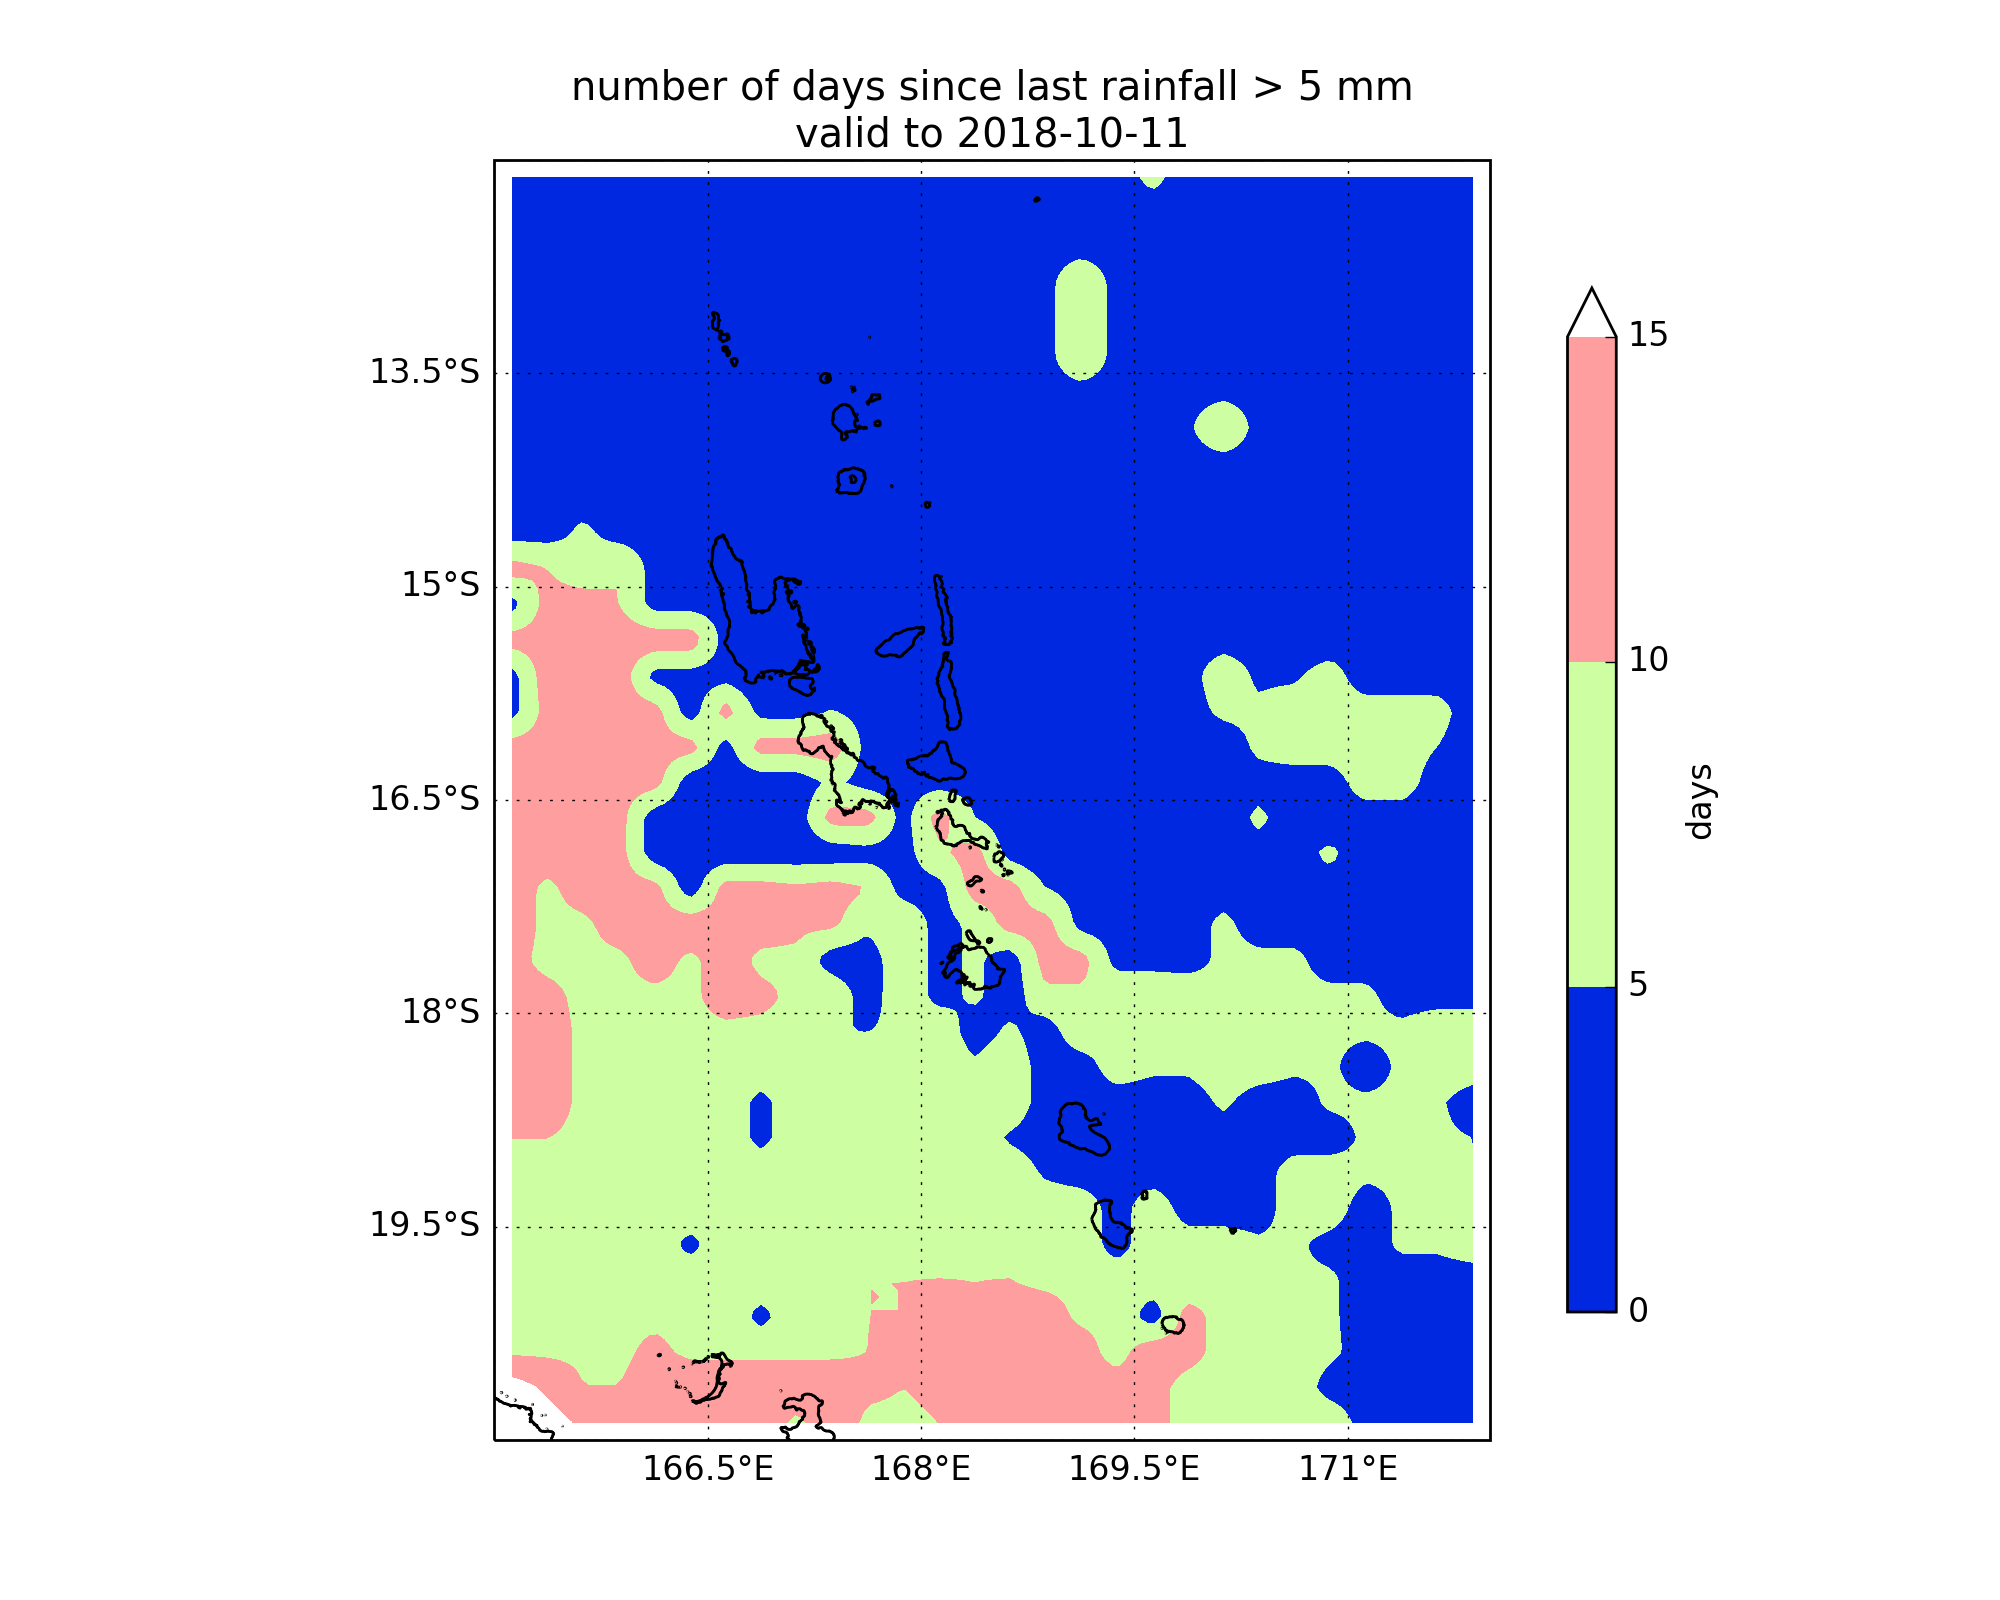 number of days since last rainfall > 5 mm
valid to 2018-10-11
13.5°S
15°S
16.5°S
18°S
19.5°S
166.5°E
168°E
169.5°E
171°E
15
10
5
0
days